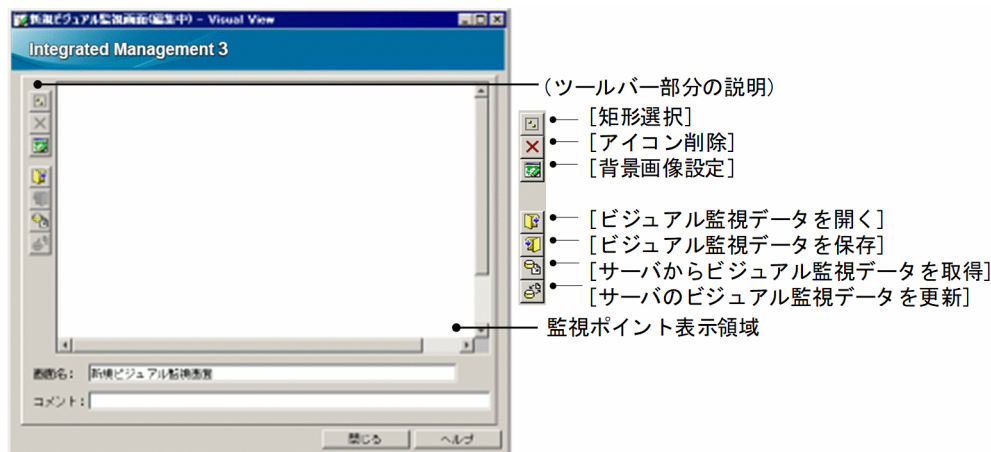 新規ビジュアル監視画面(編集中) - Visual View
Integrated Management 3
(ツールバー部分の説明)
[矩形選択]
[アイコン削除]
[背景画像設定]
[ビジュアル監視データを開く]
[ビジュアル監視データを保存]
[サーバからビジュアル監視データを取得]
[サーバのビジュアル監視データを更新]
監視ポイント表示領域
画面名: 新規ビジュアル監視画面
コメント:
閉じる ヘルプ